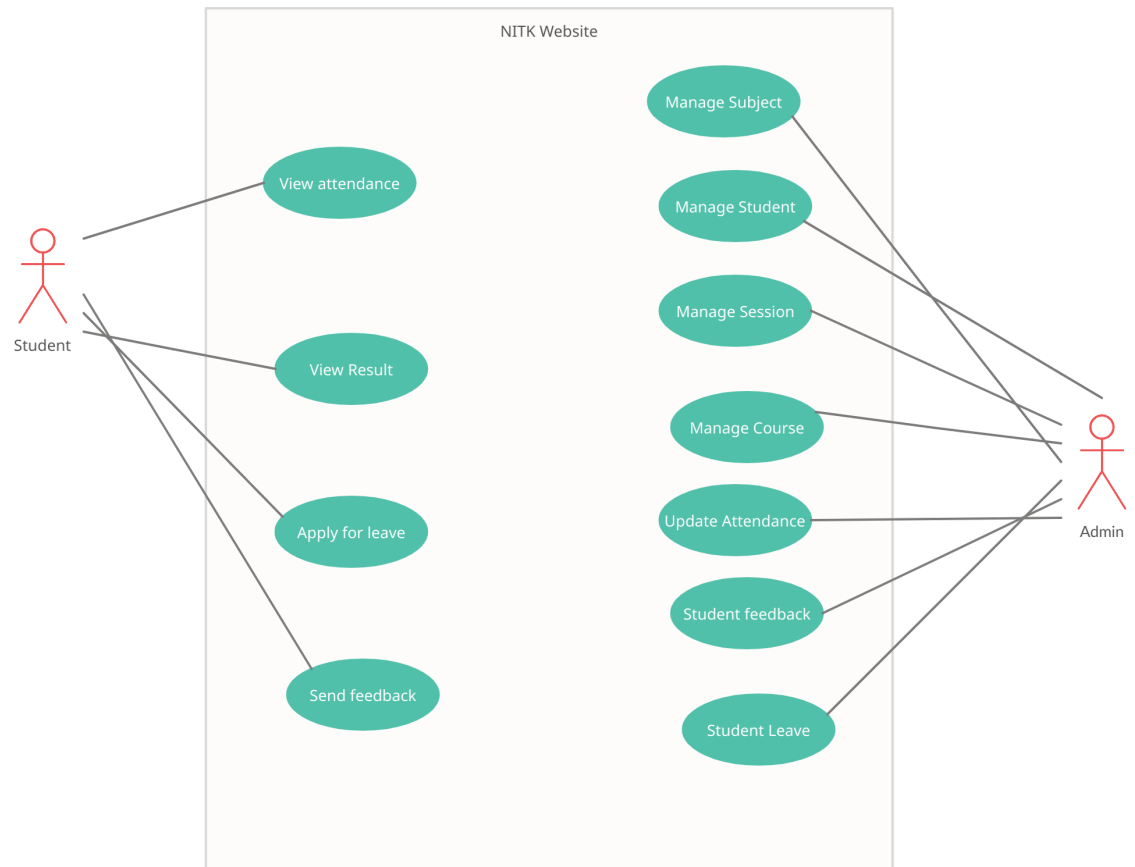 NITK Website
Manage Subject
View attendance
Manage Student
Manage Session
Student
View Result
Manage Course
Update Attendance
Apply for leave
Admin
Student feedback
Send feedback
Student Leave